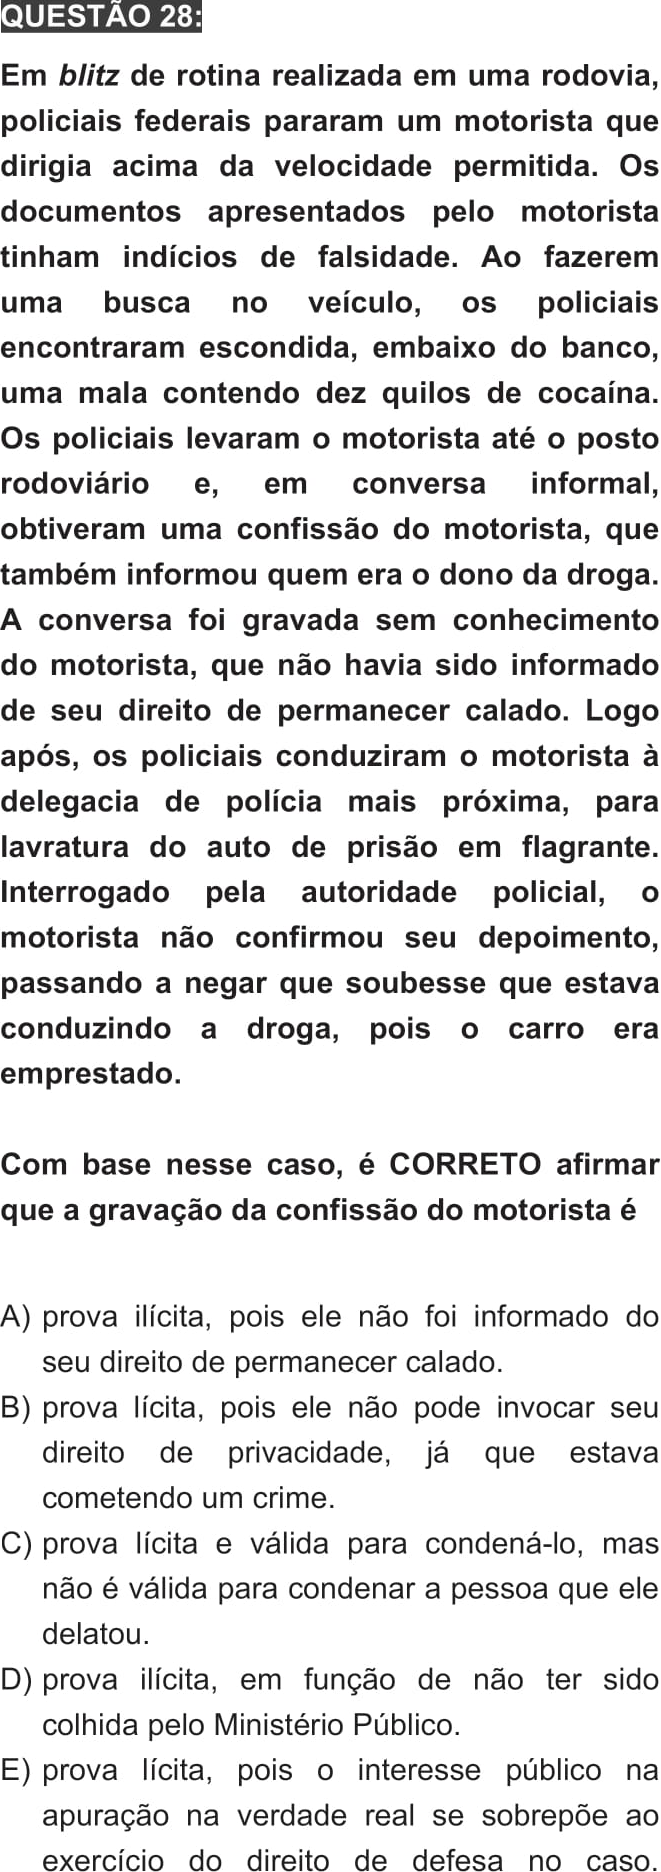 QUESTÃO 28:
Em blitz de rotina realizada em uma rodovia,
policiais federais pararam um motorista que
dirigia acima da velocidade permitida. Os
documentos apresentados pelo motorista
tinham indícios de falsidade. Ao fazerem
uma busca no veículo, os policiais
encontraram escondida, embaixo do banco,
uma mala contendo dez quilos de cocaína.
Os policiais levaram o motorista até o posto
rodoviário e, em conversa informal,
obtiveram uma confissão do motorista, que
também informou quem era o dono da droga.
A conversa foi gravada sem conhecimento
do motorista, que não havia sido informado
de seu direito de permanecer calado. Logo
após, os policiais conduziram o motorista à
delegacia de polícia mais próxima, para
lavratura do auto de prisão em flagrante.
Interrogado pela autoridade policial, o
motorista não confirmou seu depoimento,
passando a negar que soubesse que estava
conduzindo a droga, pois o carro era
emprestado.
Com base nesse caso, é CORRETO afirmar
que a gravação da confissão do motorista é
A) prova ilícita, pois ele não foi informado do
seu direito de permanecer calado.
B) prova lícita, pois ele não pode invocar seu
direito de privacidade, já que estava
cometendo um crime.
C) prova lícita e válida para condená-lo, mas
não é válida para condenar a pessoa que ele
delatou.
D) prova ilícita, em função de não ter sido
colhida pelo Ministério Público.
E) prova lícita, pois o interesse público na
apuração na verdade real se sobrepõe ao
exercício do direito de defesa no caso.